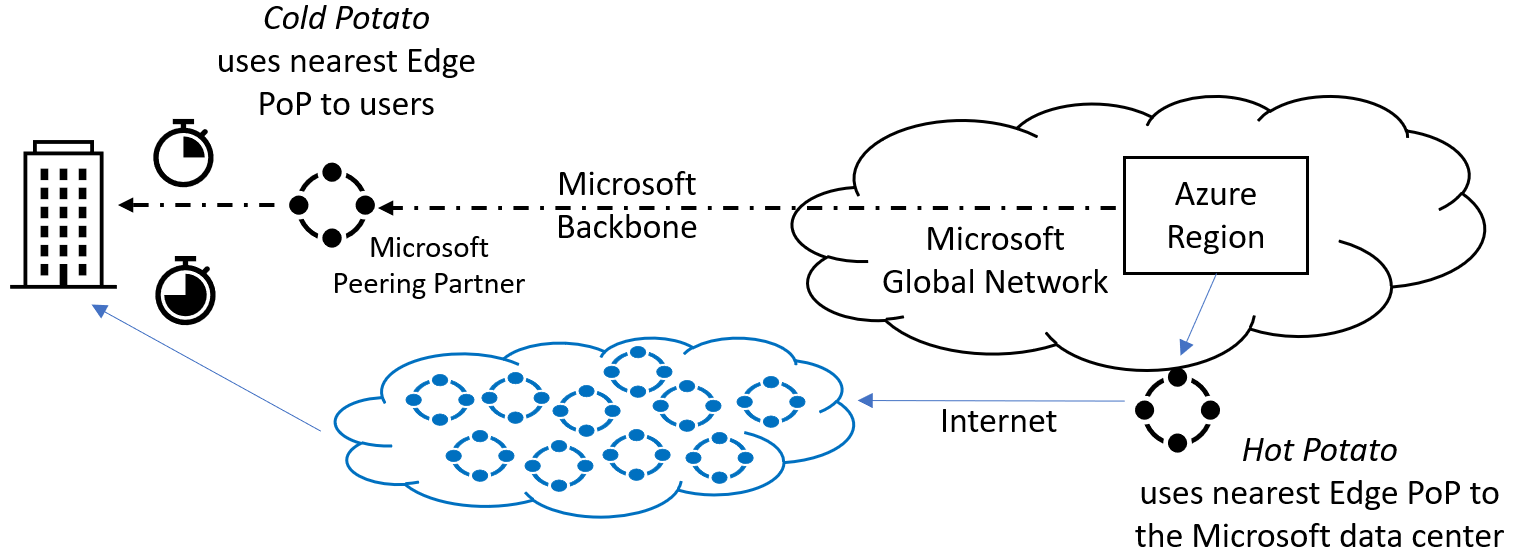 Cold Potato
uses nearest Edge
PoP to users
Microsoft
Backbone
Microsoft
Peering Partner
Azure
Region
Microsoft
Global Network
Internet
Hot Potato
uses nearest Edge PoP to
the Microsoft data center